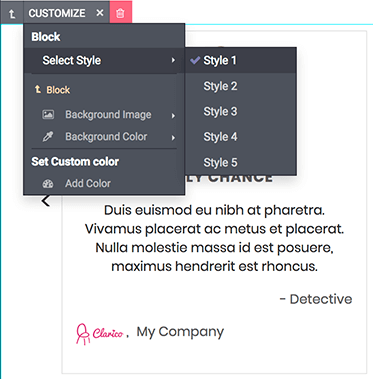 CUSTOMIZE ×
Block
Select Style
Style 1
Style 2
Style 3
Style 4
Style 5
Block
Background Image
Background Color
Set Custom color
Add Color
LY CHANCE
Duis euismod eu nibh at pharetra.
Vivamus placerat ac metus et placerat.
Nulla molestie massa id est posuere,
maximus hendrerit est rhoncus.
- Detective
Clarico , My Company